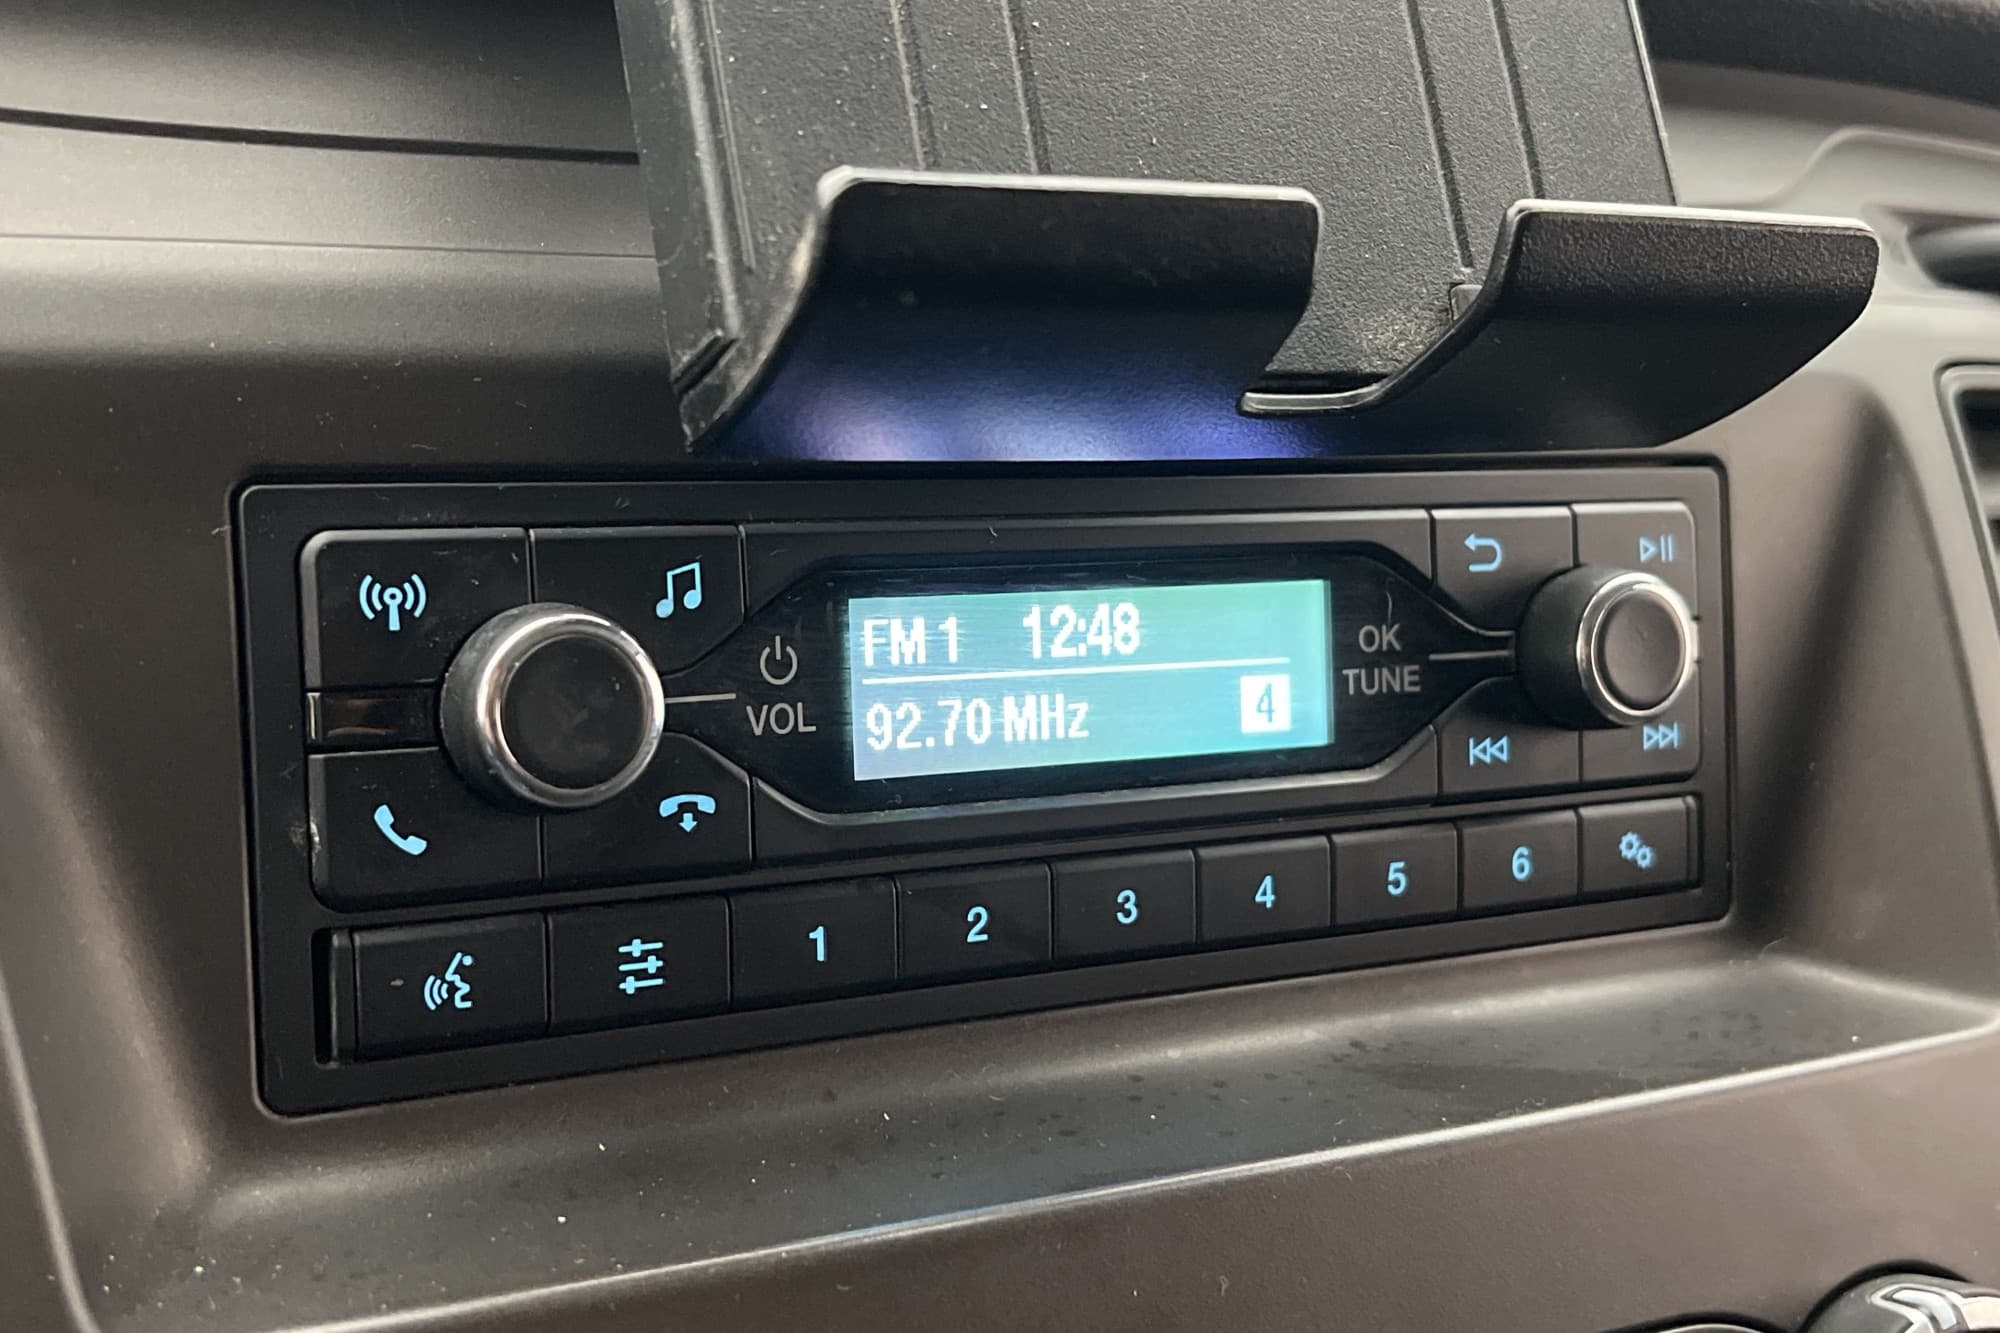 FM 1 12:48
92.70 MHz 4
VOL
OK
TUNE
1 2 3 4 5 6